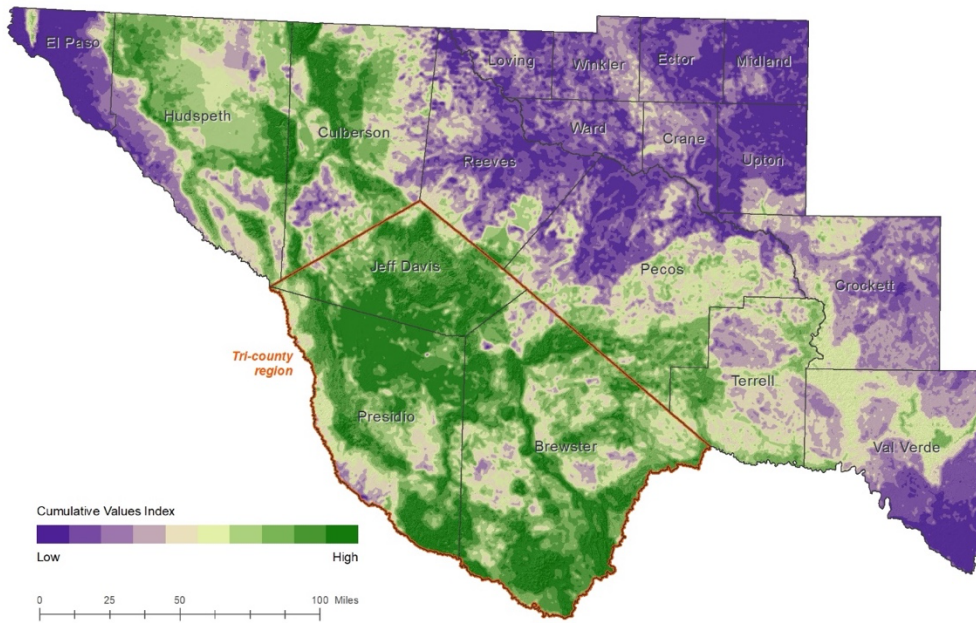 El Paso
Hudspeth
Culberson
Loving
Winkler
Ector
Midland
Reeves
Ward
Crane
Upton
Jeff Davis
Pecos
Crockett
Tri-county
region
Presidio
Brewster
Terrell
Val Verde
Cumulative Values Index
Low High
0 25 50 100 Miles